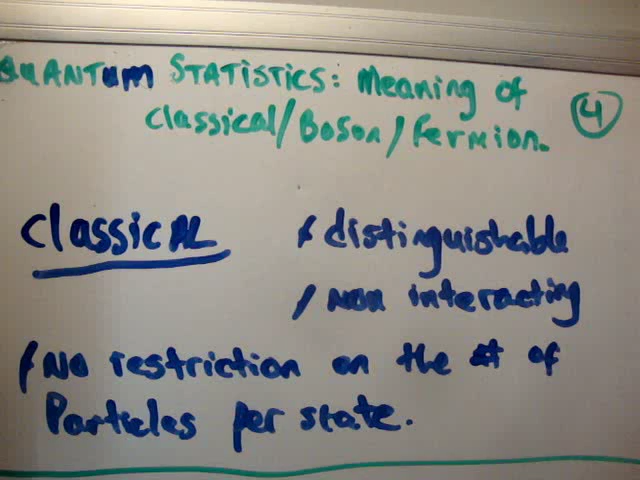 QUANTUM STATISTICS: Meaning of
classical/Boson/Fermion.
4
Classical
/ distinguishable
/ Non interacting
/ No restriction on the # of
Particles per state.